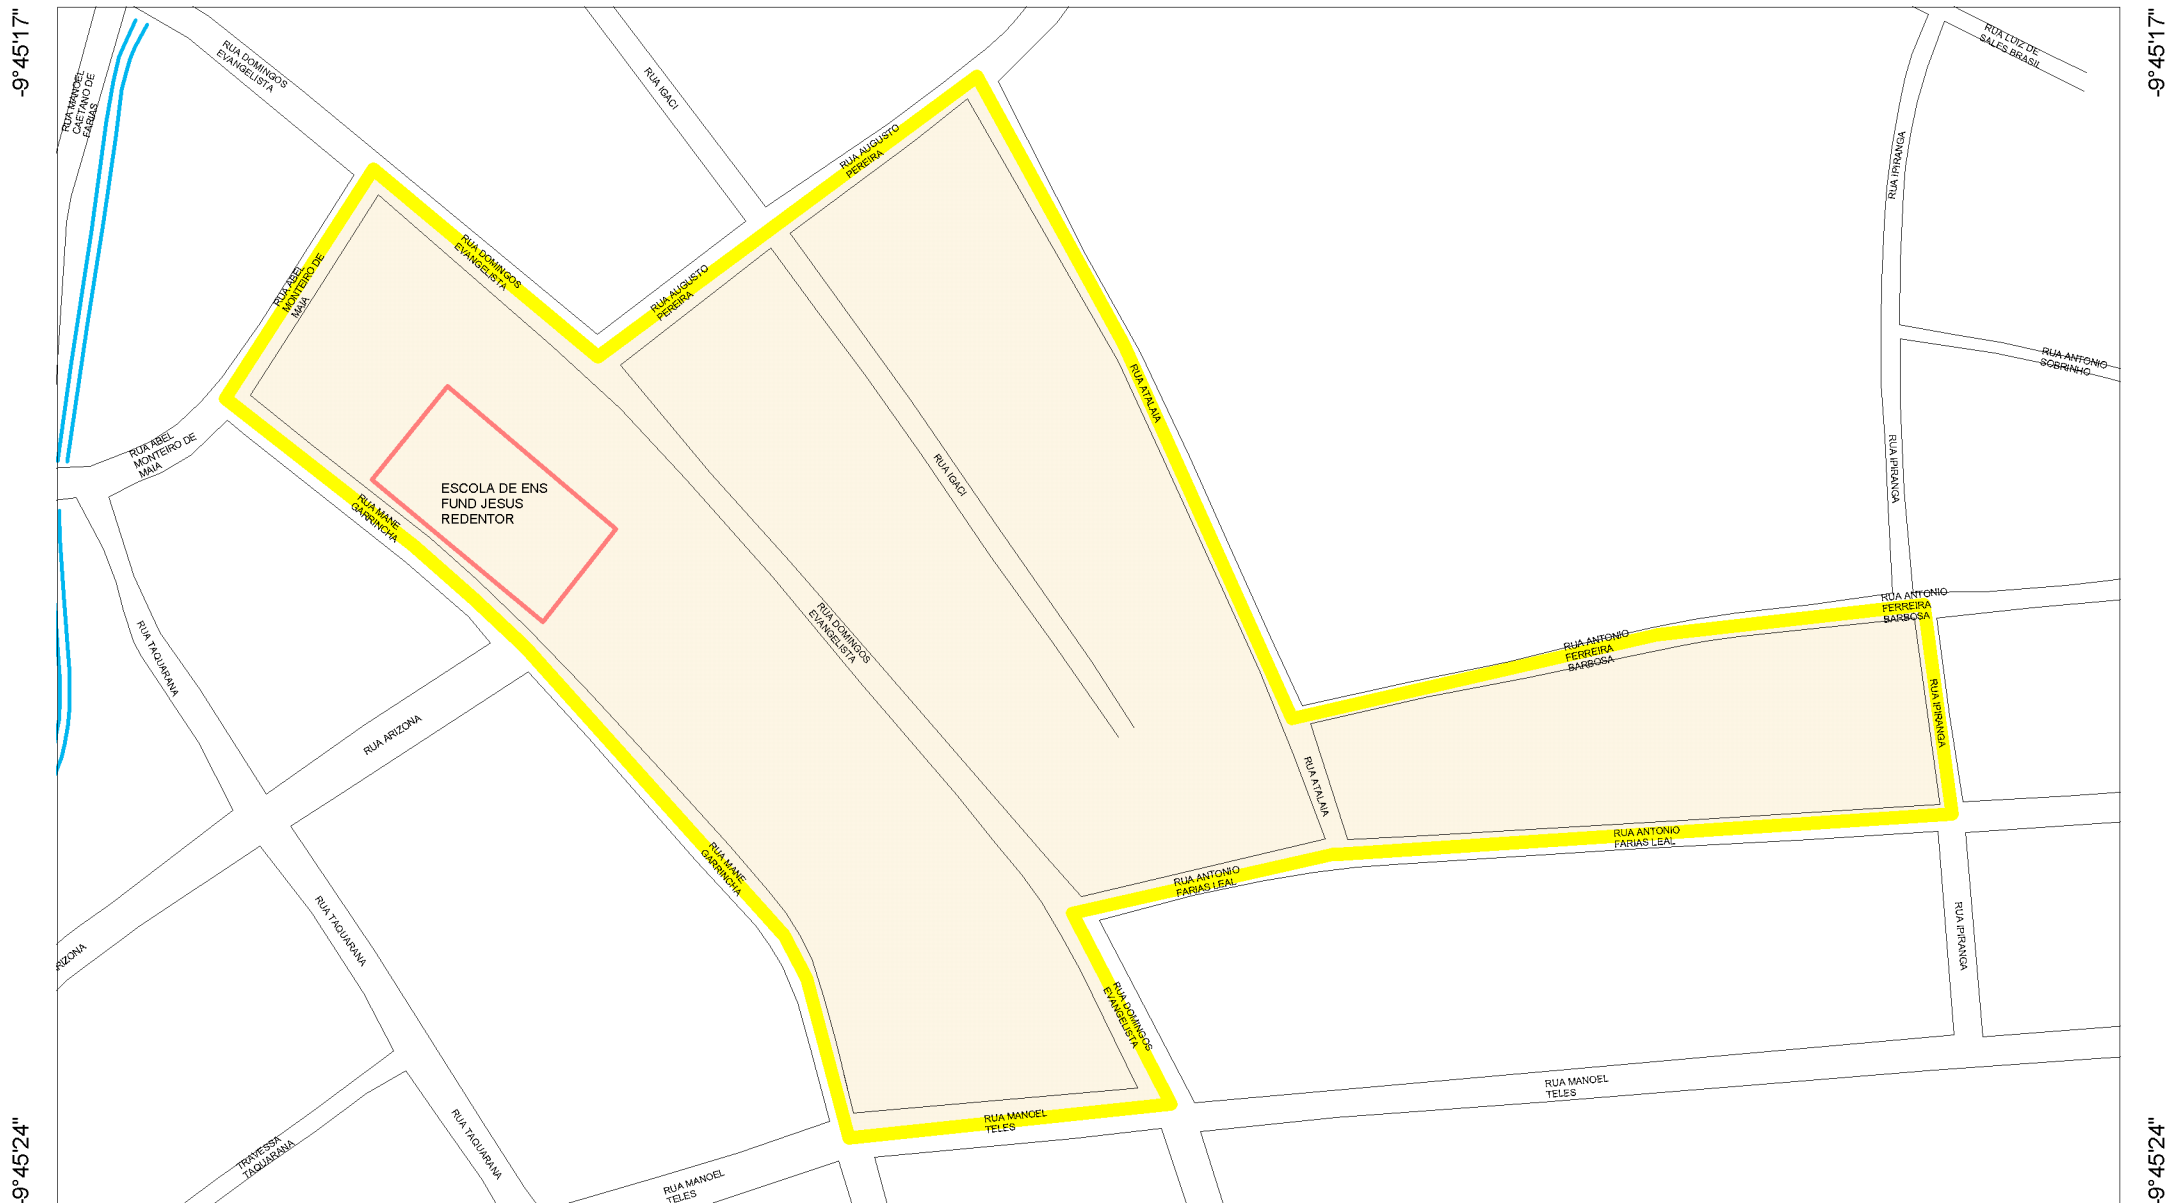 -9°45'17"
-9°45'17"
RUA LUIZ DE
SALES BRASIL
RUA DOMINGOS
EVANGELISTA
RUA IGACI
RUA MANOEL
CAETANO DE
FARIAS
RUA AUGUSTO
PEREIRA
RUA IPIRANGA
RUA DOMINGOS
EVANGELISTA
RUA ABEL
MONTEIRO DE
MAIA
RUA AUGUSTO
PEREIRA
RUA ANTONIO
SOBRINHO
RUA ATALAIA
RUA ABEL
MONTEIRO DE
MAIA
RUA IGACI
RUA IPIRANGA
ESCOLA DE ENS
FUND JESUS
REDENTOR
RUA MANE
GARRINCHA
RUA ANTONIO
FERREIRA
BARBOSA
RUA ANTONIO
FERREIRA
BARBOSA
RUA DOMINGOS
EVANGELISTA
RUA TAQUARANA
RUA IPIRANGA
RUA ARIZONA
RUA ATALAIA
RUA ANTONIO
FARIAS LEAL
RUA MANE
GARRINCHA
RUA ANTONIO
FARIAS LEAL
RUA TAQUARANA
RUA IPIRANGA
RIZONA
RUA DOMINGOS
EVANGELISTA
RUA MANOEL
TELES
RUA MANOEL
TELES
TRAVESSA
TAQUARANA
RUA TAQUARANA
RUA MANOEL
TELES
-9°45'24"
-9°45'24"